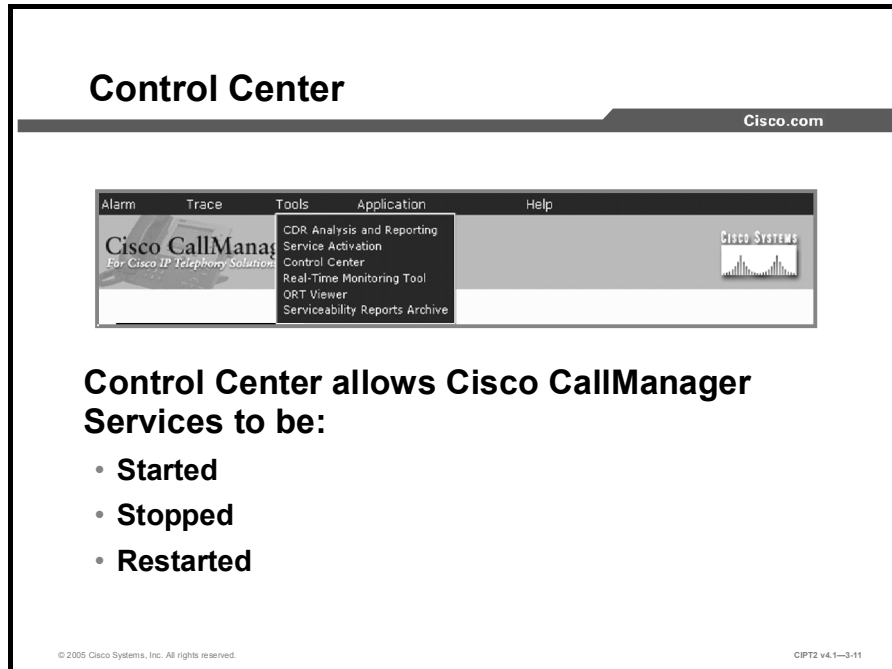 Control Center
Cisco.com
Alarm Trace Tools Application Help
CDR Analysis and Reporting
Service Activation
Control Center
Real-Time Monitoring Tool
QRT Viewer
Serviceability Reports Archive
Cisco CallManag
For Cisco IP Telephony Solution
CISCO SYSTEMS
Control Center allows Cisco CallManager
Services to be:
• Started
• Stopped
• Restarted
© 2005 Cisco Systems, Inc. All rights reserved.
CIPT2 v4.1—3-11